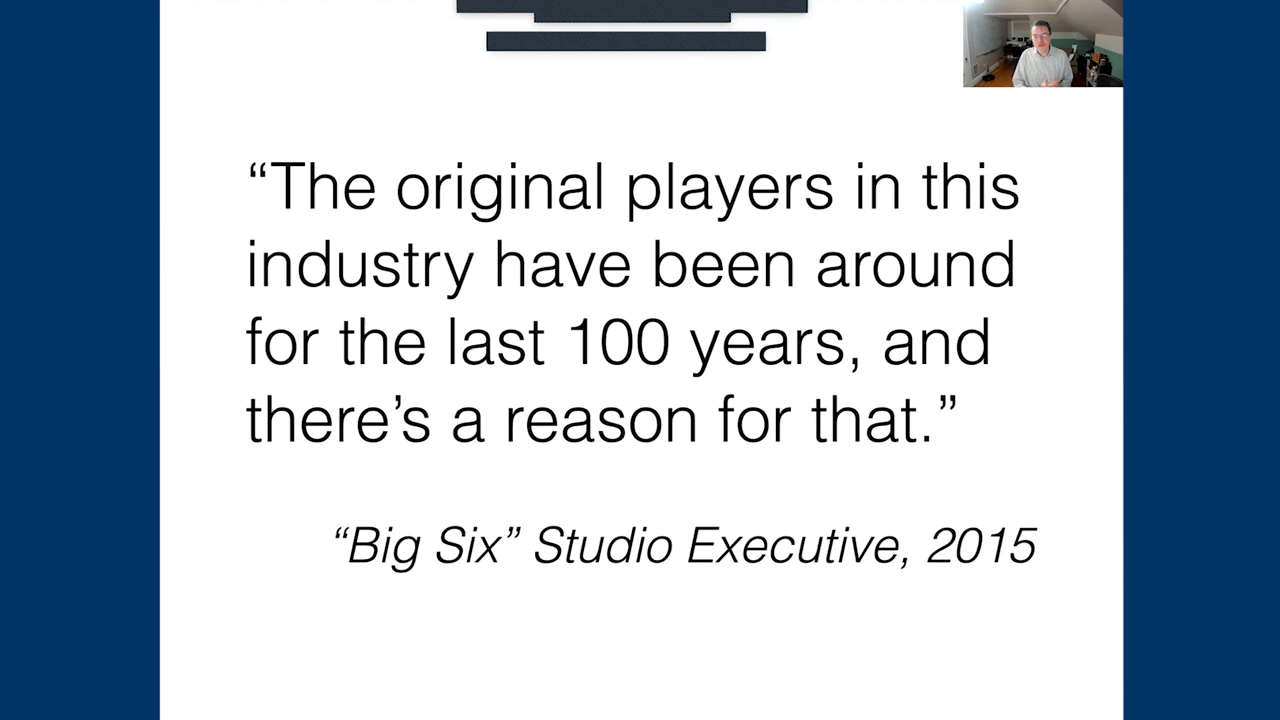 “The original players in this
industry have been around
for the last 100 years, and
there’s a reason for that.”
“Big Six” Studio Executive, 2015